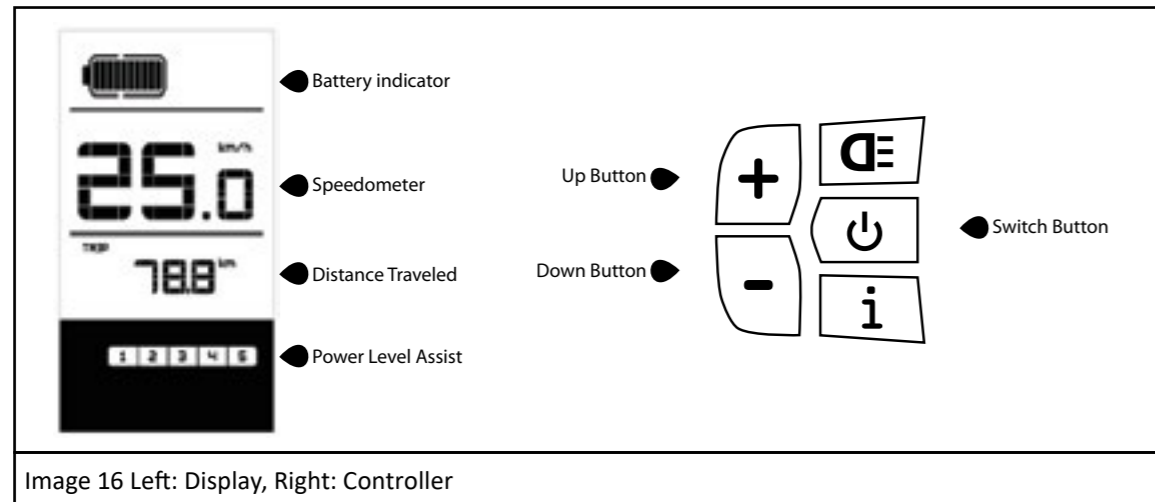 Battery indicator
km/h
25.0
Speedometer
TRIP
78.8 km
Distance Traveled
1 2 3 4 5
Power Level Assist
Up Button
+
Down Button
-
i
Switch Button
Image 16 Left: Display, Right: Controller